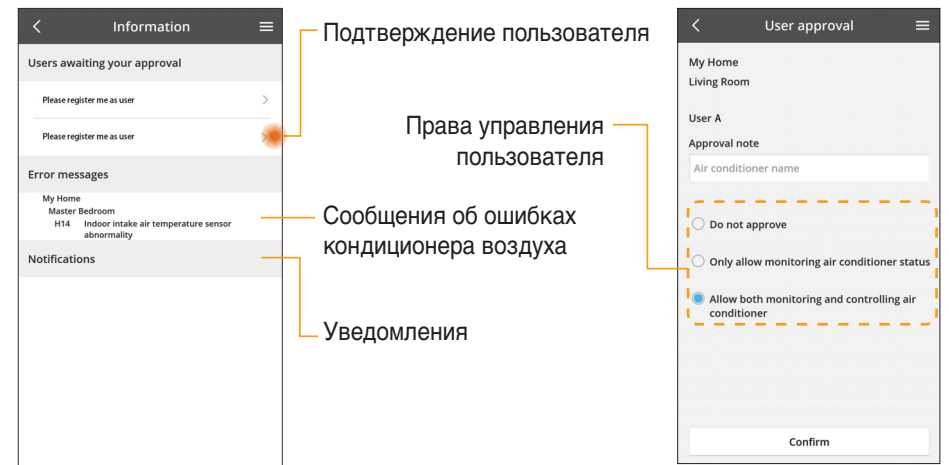 Information
Users awaiting your approval
Please register me as user
Please register me as user
Error messages
My Home
Master Bedroom
H14 Indoor intake air temperature sensor
abnormality
Notifications
Подтверждение пользователя
Права управления
пользователя
Сообщения об ошибках
кондиционера воздуха
Уведомления
User approval
My Home
Living Room
User A
Approval note
Air conditioner name
Do not approve
Only allow monitoring air conditioner status
Allow both monitoring and controlling air
conditioner
Confirm